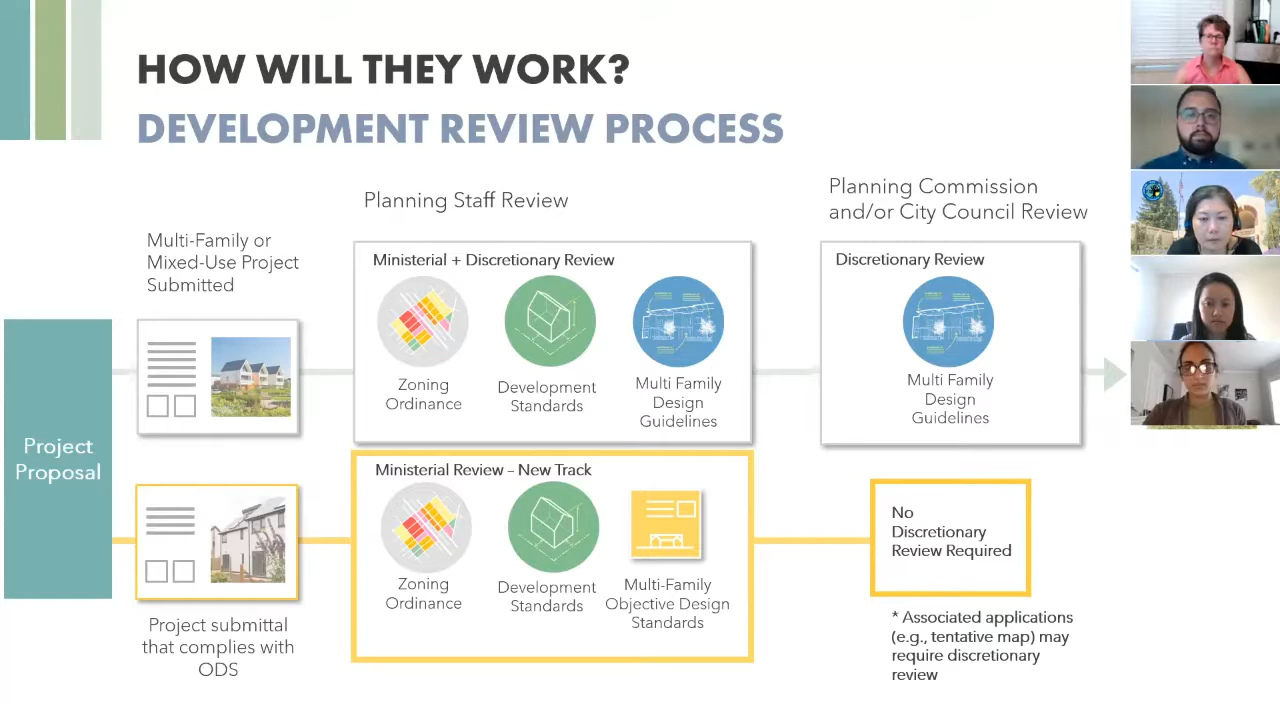 HOW WILL THEY WORK?
DEVELOPMENT REVIEW PROCESS
Planning Staff Review
Planning Commission
and/or City Council Review
Multi-Family or
Mixed-Use Project
Submitted
Ministerial + Discretionary Review
Zoning
Ordinance
Development
Standards
Multi Family
Design
Guidelines
Discretionary Review
Multi Family
Design
Guidelines
Project
Proposal
Ministerial Review – New Track
Zoning
Ordinance
Development
Standards
Multi-Family
Objective Design
Standards
No
Discretionary
Review Required
Project submittal
that complies with
ODS
* Associated applications
(e.g., tentative map) may
require discretionary
review